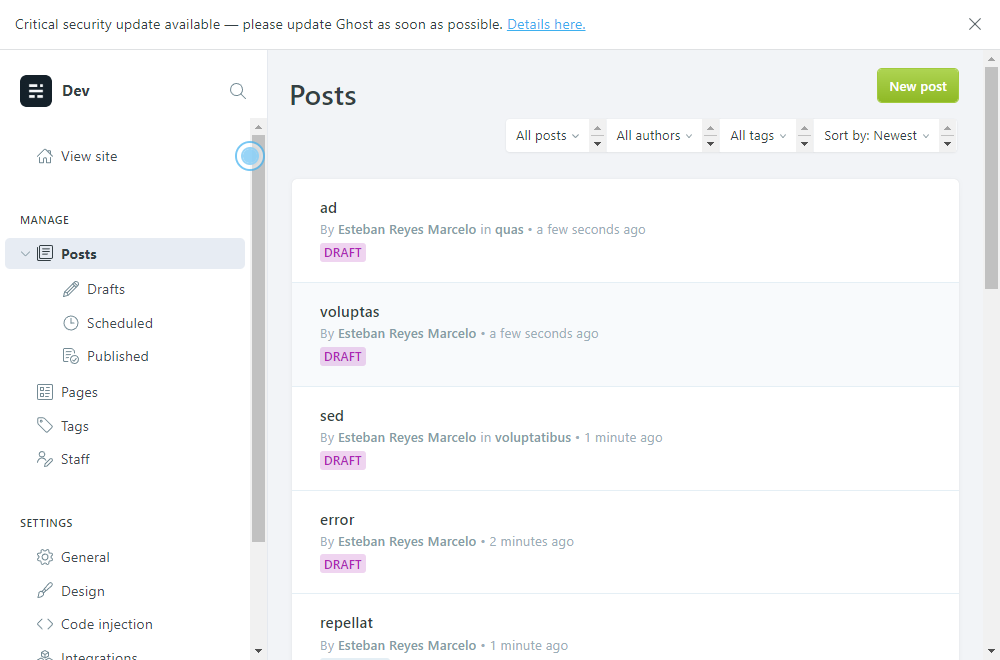 Critical security update available — please update Ghost as soon as possible. Details here.
Dev
View site
MANAGE
Posts
Drafts
Scheduled
Published
Pages
Tags
Staff
SETTINGS
General
Design
Code injection
Integrations
Posts
New post
All posts
All authors
All tags
Sort by: Newest
ad
By Esteban Reyes Marcelo in quas • a few seconds ago
DRAFT
voluptas
By Esteban Reyes Marcelo • a few seconds ago
DRAFT
sed
By Esteban Reyes Marcelo in voluptatibus • 1 minute ago
DRAFT
error
By Esteban Reyes Marcelo • 2 minutes ago
DRAFT
repellat
By Esteban Reyes Marcelo • 1 minute ago